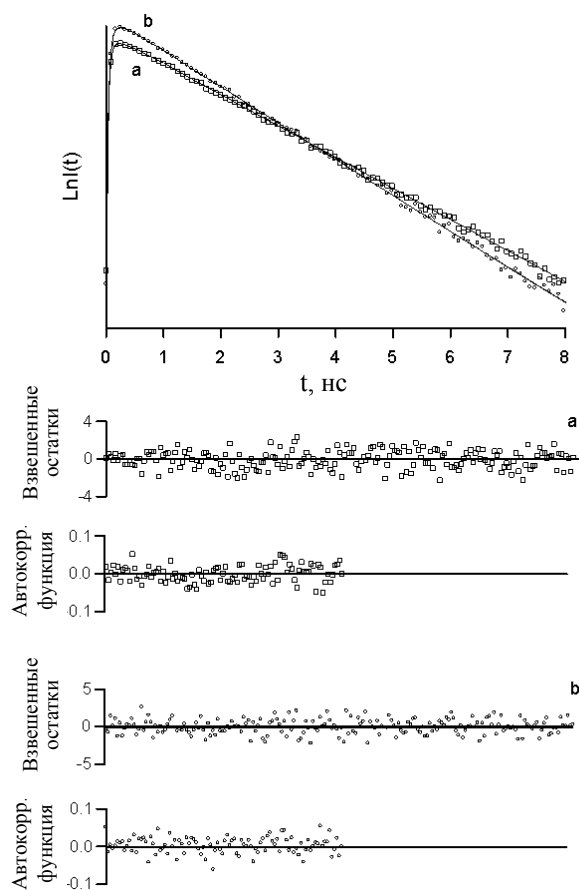 b
a
LnI(t)
0 1 2 3 4 5 6 7 8
t, нс
a
4
0
-4
Взвешенные
остатки
0.1
0.0
-0.1
Автокорр.
функция
b
5
0
-5
Взвешенные
остатки
0.1
0.0
-0.1
Автокорр.
функция